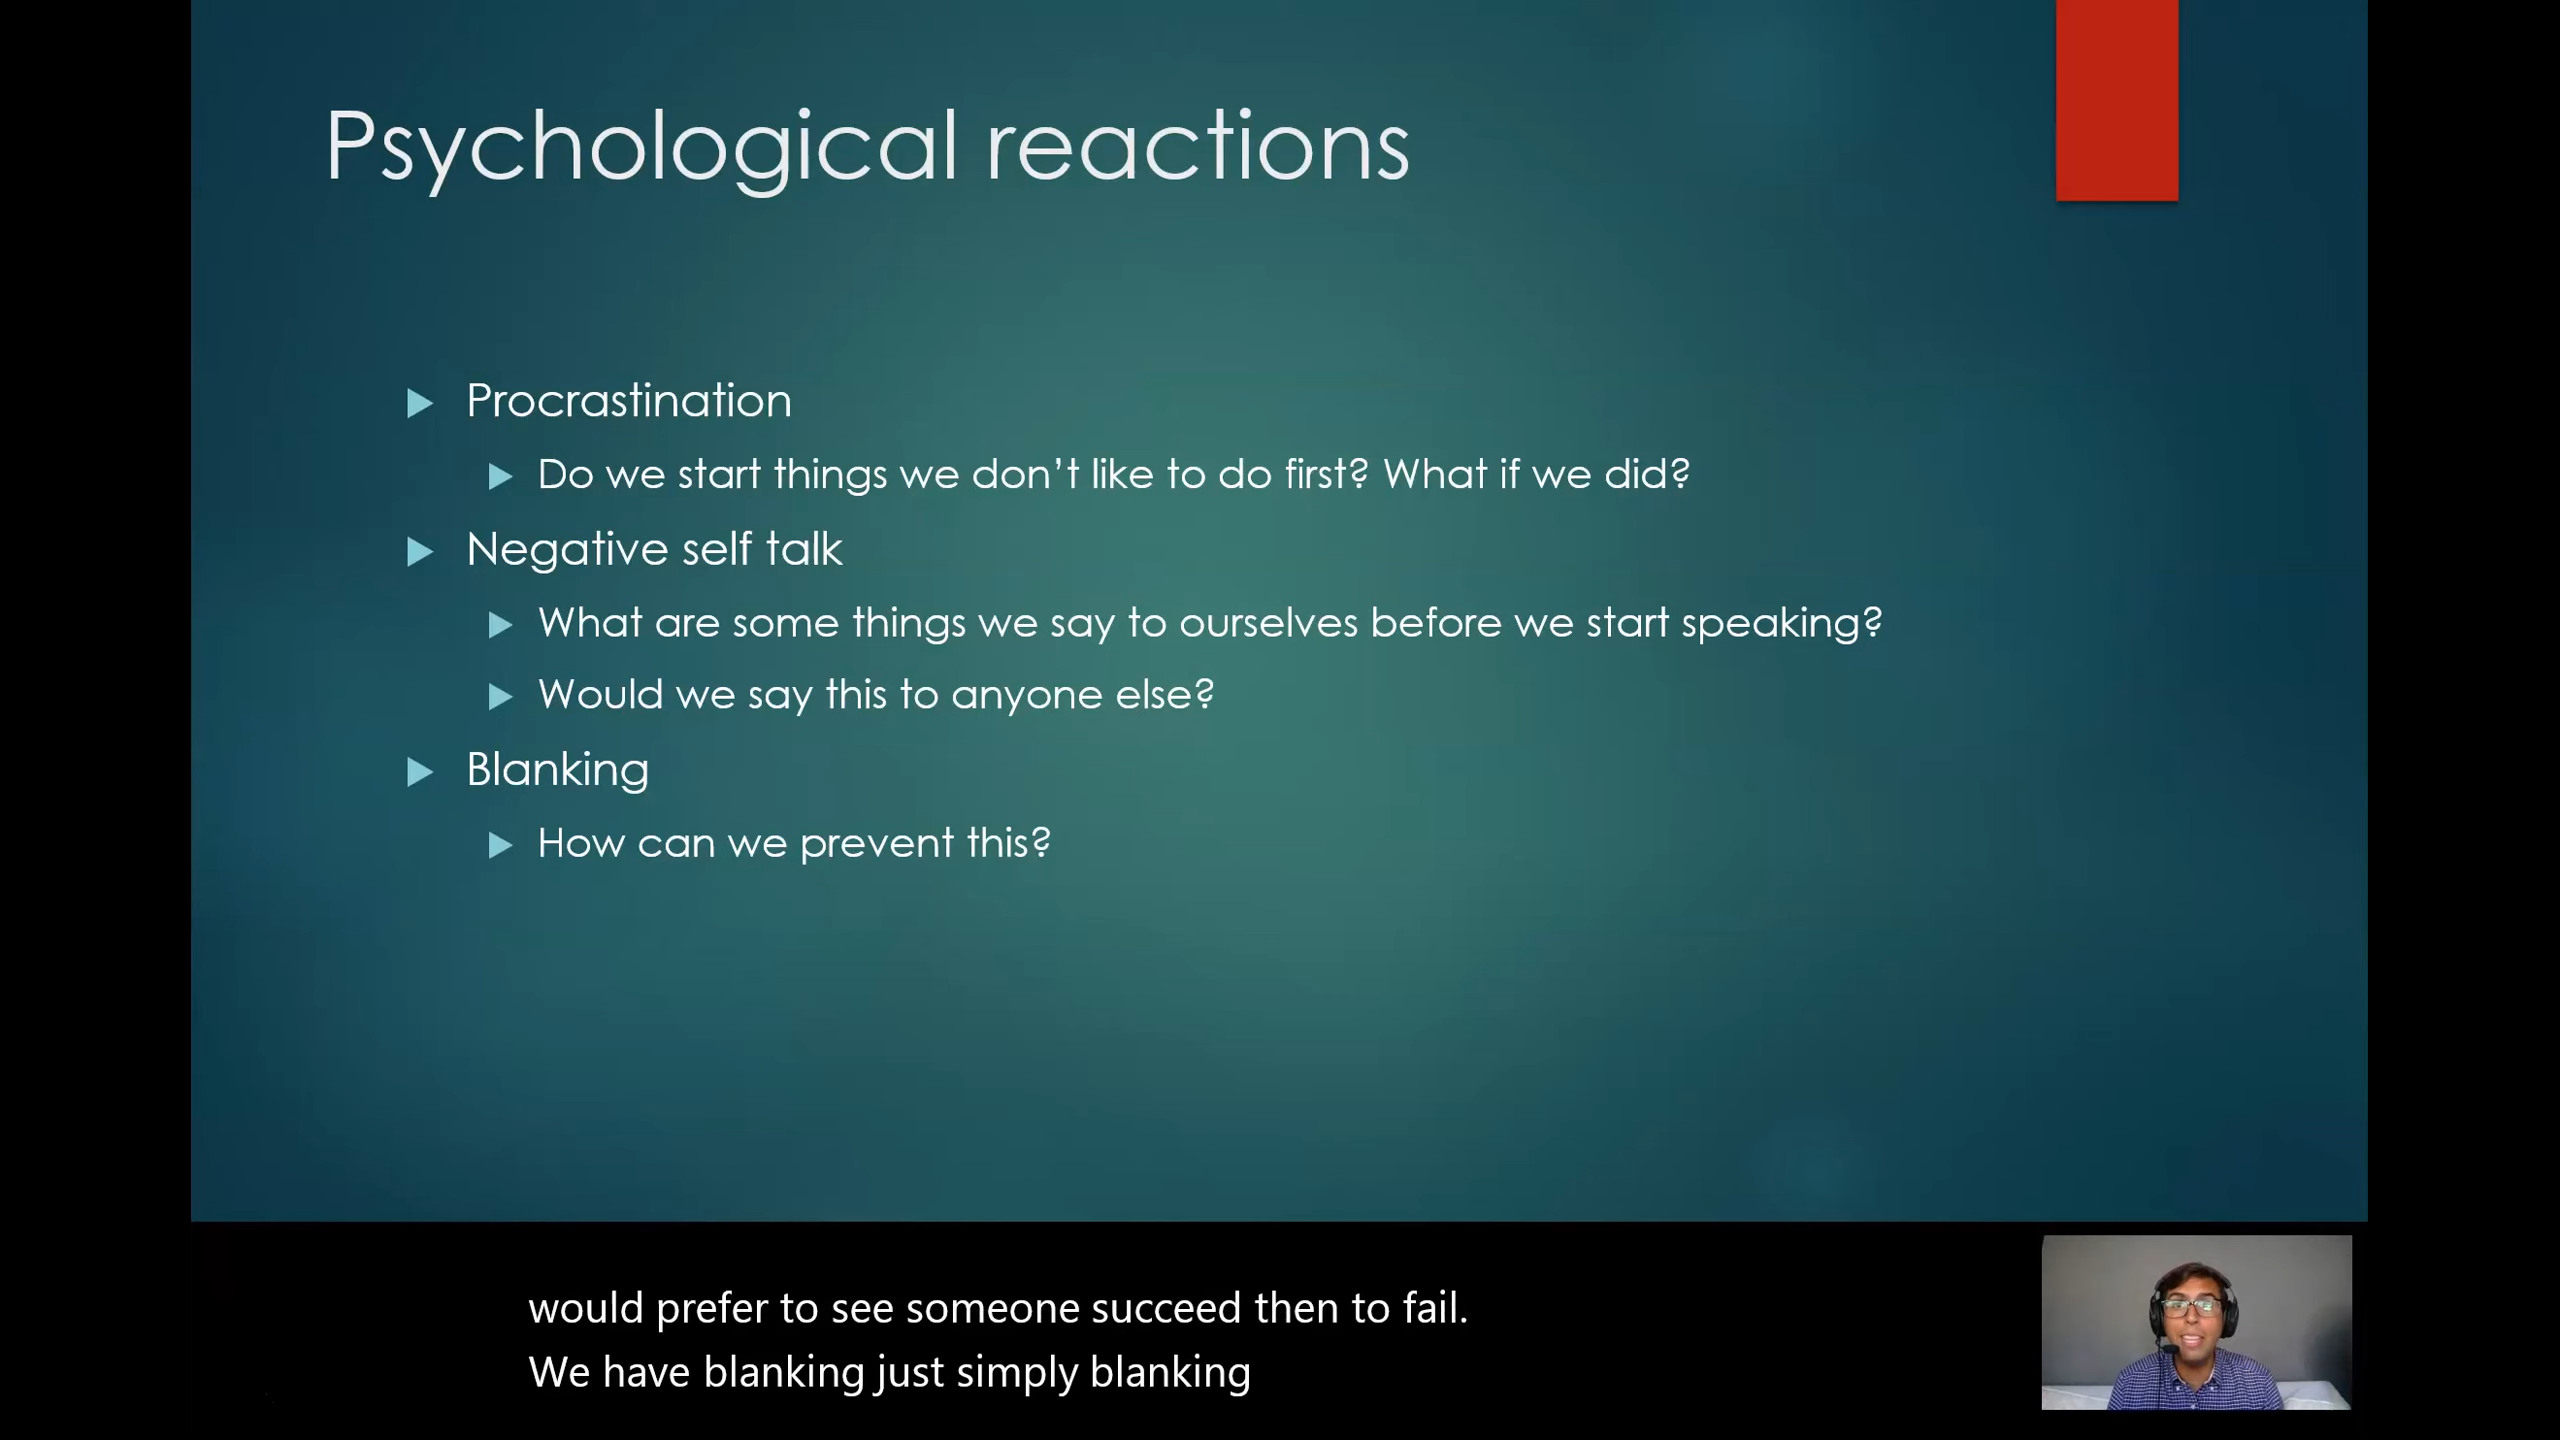 Psychological reactions
Procrastination
Do we start things we don’t like to do first? What if we did?
Negative self talk
What are some things we say to ourselves before we start speaking?
Would we say this to anyone else?
Blanking
How can we prevent this?
would prefer to see someone succeed then to fail.
We have blanking just simply blanking